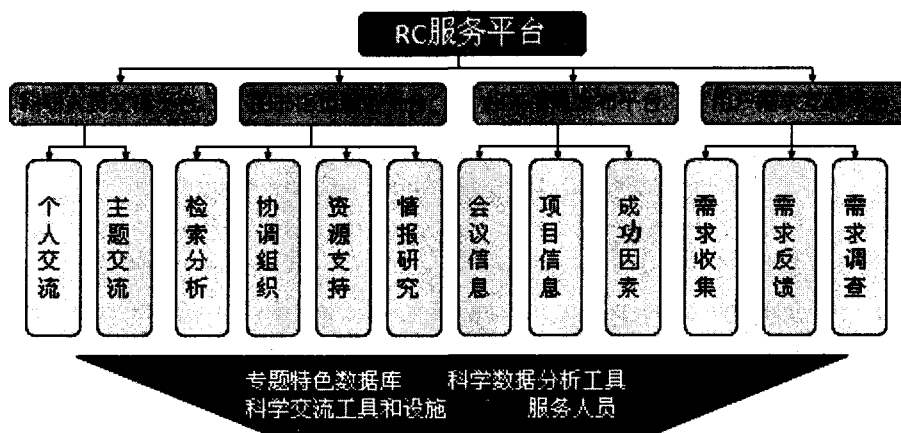 RC服务平台
个人交流
主题交流
检索分析
协调组织
资源支持
情报研究
会议信息
项目信息
成功因素
需求收集
需求反馈
需求调查
专题特色数据库 科学数据分析工具
科学交流工具和设施 服务人员